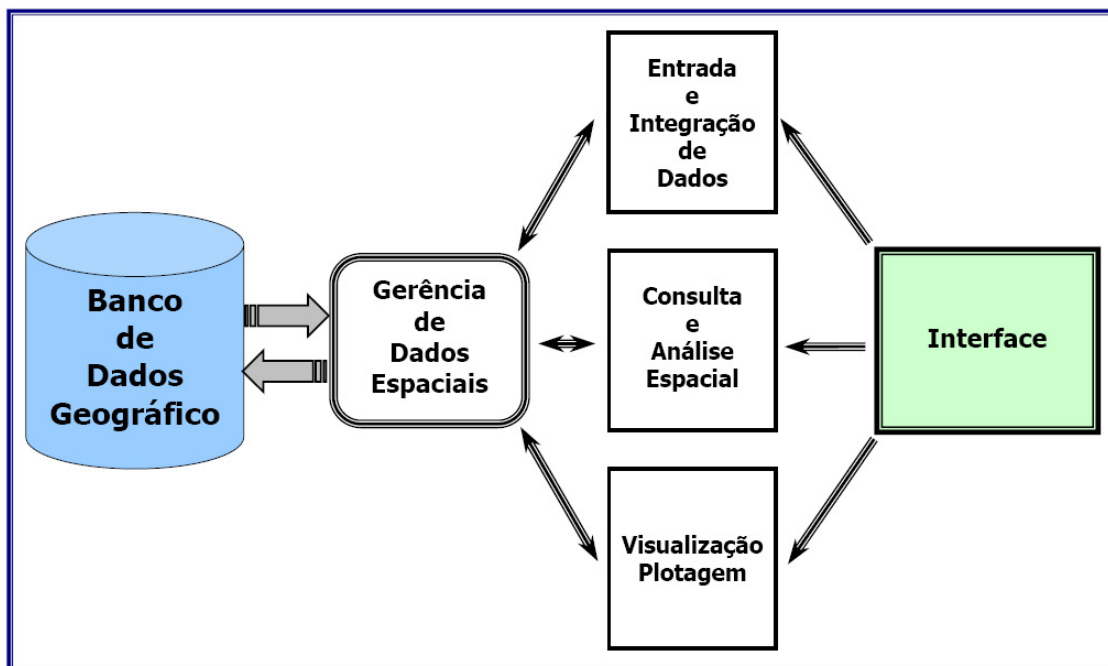 Banco
de
Dados
Geográfico
Gerência
de
Dados
Espaciais
Entrada
e
Integração
de
Dados
Consulta
e
Análise
Espacial
Visualização
Plotagem
Interface